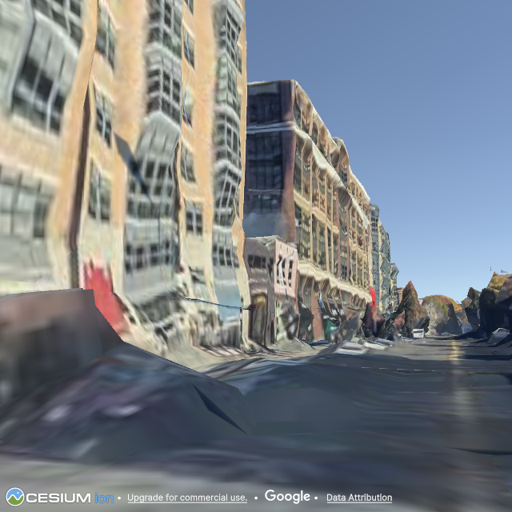 CESIUM ion • Upgrade for commercial use. • Google • Data Attribution